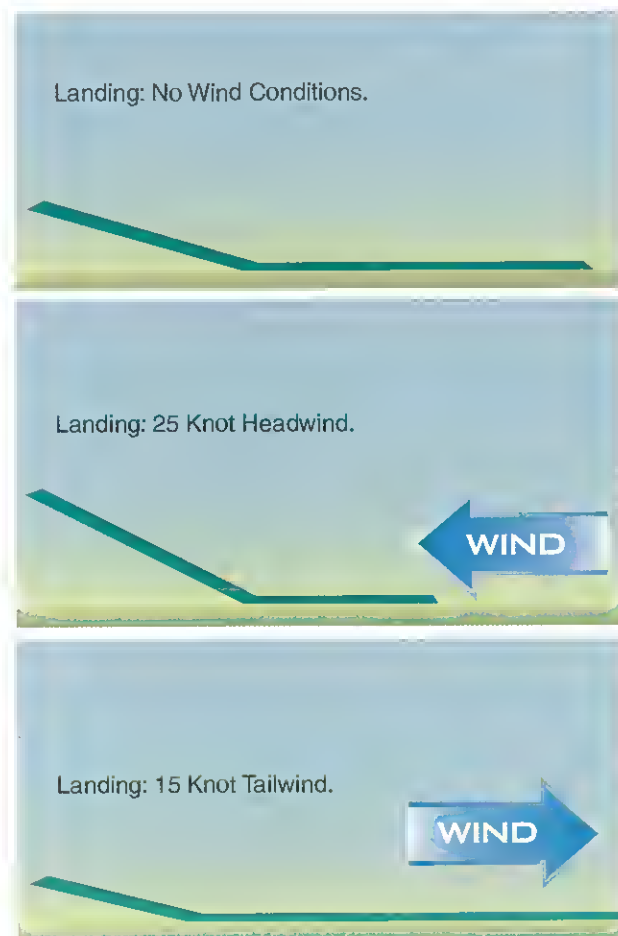 Landing: No Wind Conditions.
Landing: 25 Knot Headwind.
WIND
Landing: 15 Knot Tailwind.
WIND